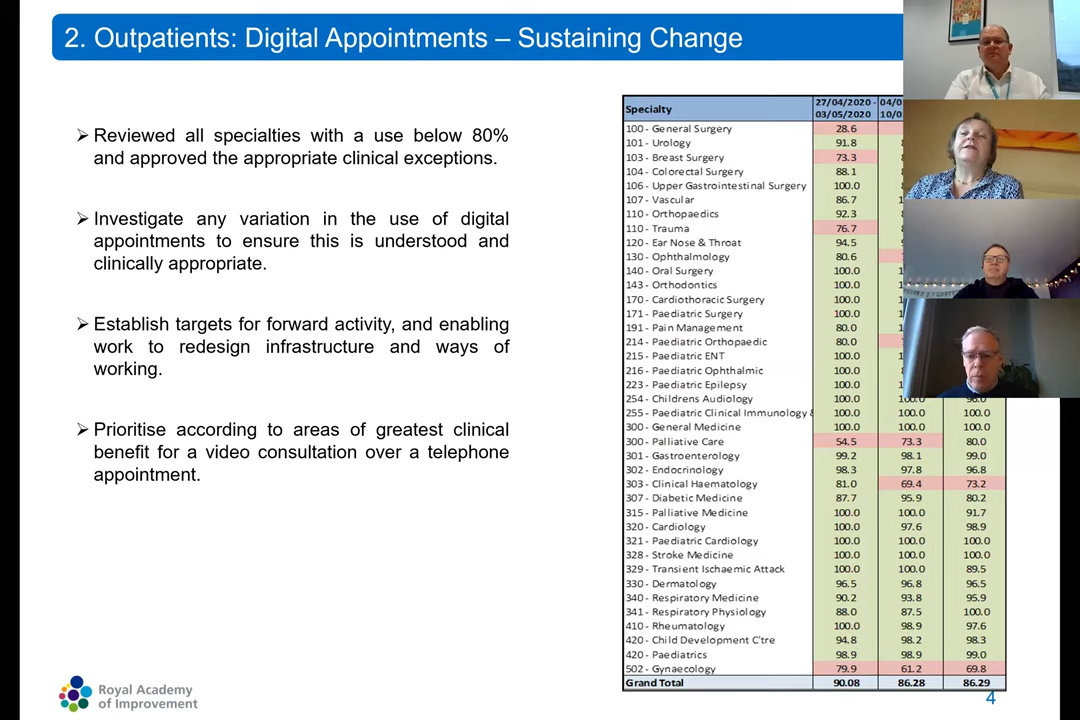 2. Outpatients: Digital Appointments – Sustaining Change
➢ Reviewed all specialties with a use below 80%
and approved the appropriate clinical exceptions.
➢ Investigate any variation in the use of digital
appointments to ensure this is understood and
clinically appropriate.
➢ Establish targets for forward activity, and enabling
work to redesign infrastructure and ways of
working.
➢ Prioritise according to areas of greatest clinical
benefit for a video consultation over a telephone
appointment.
Specialty 27/04/2020 - 03/05/2020
100 - General Surgery 28.6
101 - Urology 91.8
103 - Breast Surgery 73.3
104 - Colorectal Surgery 88.1
106 - Upper Gastrointestinal Surgery 100.0
107 - Vascular 86.7
110 - Orthopaedics 92.3
110 - Trauma 76.7
120 - Ear Nose & Throat 94.5
130 - Ophthalmology 80.6
140 - Oral Surgery 100.0
143 - Orthodontics 100.0
170 - Cardiothoracic Surgery 100.0
171 - Paediatric Surgery 100.0
191 - Pain Management 80.0
214 - Paediatric Orthopaedic 80.0
215 - Paediatric ENT 100.0
216 - Paediatric Ophthalmic 100.0
223 - Paediatric Epilepsy 100.0
254 - Childrens Audiology 100.0 100.0 96.0
255 - Paediatric Clinical Immunology 100.0 100.0 100.0
300 - General Medicine 100.0 100.0 100.0
300 - Palliative Care 54.5 73.3 80.0
301 - Gastroenterology 99.2 98.1 99.0
302 - Endocrinology 98.3 97.8 96.8
303 - Clinical Haematology 81.0 69.4 73.2
307 - Diabetic Medicine 87.7 95.9 80.2
315 - Palliative Medicine 100.0 100.0 91.7
320 - Cardiology 100.0 97.6 98.9
321 - Paediatric Cardiology 100.0 100.0 100.0
328 - Stroke Medicine 100.0 100.0 100.0
329 - Transient Ischaemic Attack 100.0 100.0 89.5
330 - Dermatology 96.5 96.8 96.5
340 - Respiratory Medicine 90.2 93.8 95.9
341 - Respiratory Physiology 88.0 87.5 100.0
410 - Rheumatology 100.0 98.9 97.6
420 - Child Development C'tre 94.8 98.2 98.3
420 - Paediatrics 98.9 98.9 99.0
502 - Gynaecology 79.9 61.2 69.8
Grand Total 90.08 86.28 86.29
Royal Academy
of Improvement
4